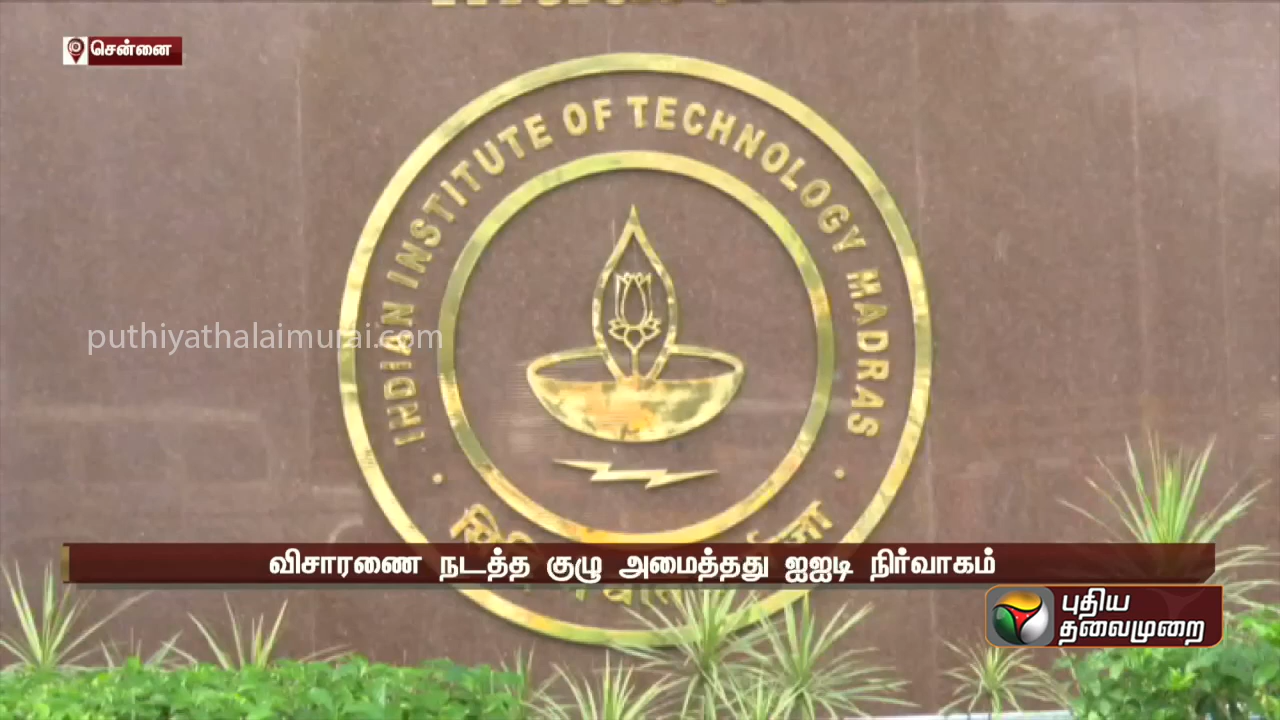 சென்னை
INDIAN INSTITUTE OF TECHNOLOGY MADRAS
puthiyathalaimurai.com
விசாரணை நடத்த குழு அமைத்தது ஐஐடி நிர்வாகம்
புதிய
தலைமுறை